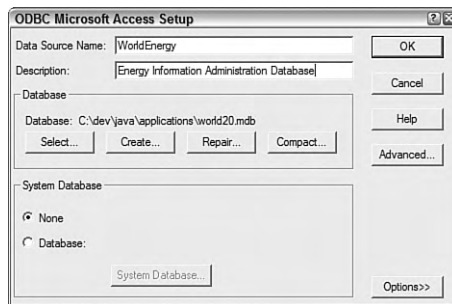 ODBC Microsoft Access Setup
Data Source Name: WorldEnergy
OK
Description: Energy Information Administration Database
Cancel
Database
Database: C:\dev\java\applications\world20.mdb
Help
Select... Create... Repair... Compact...
Advanced...
System Database
None
Database:
System Database...
Options>>